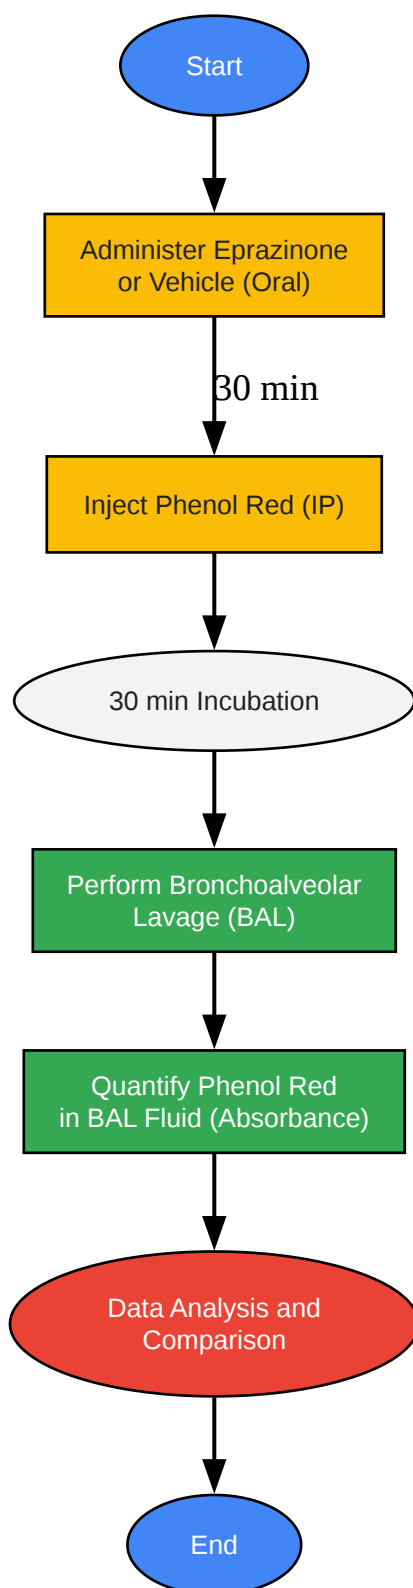 Start
Administer Eprazinone
or Vehicle (Oral)
30 min
Inject Phenol Red (IP)
30 min Incubation
Perform Bronchoalveolar
Lavage (BAL)
Quantify Phenol Red
in BAL Fluid (Absorbance)
Data Analysis and
Comparison
End